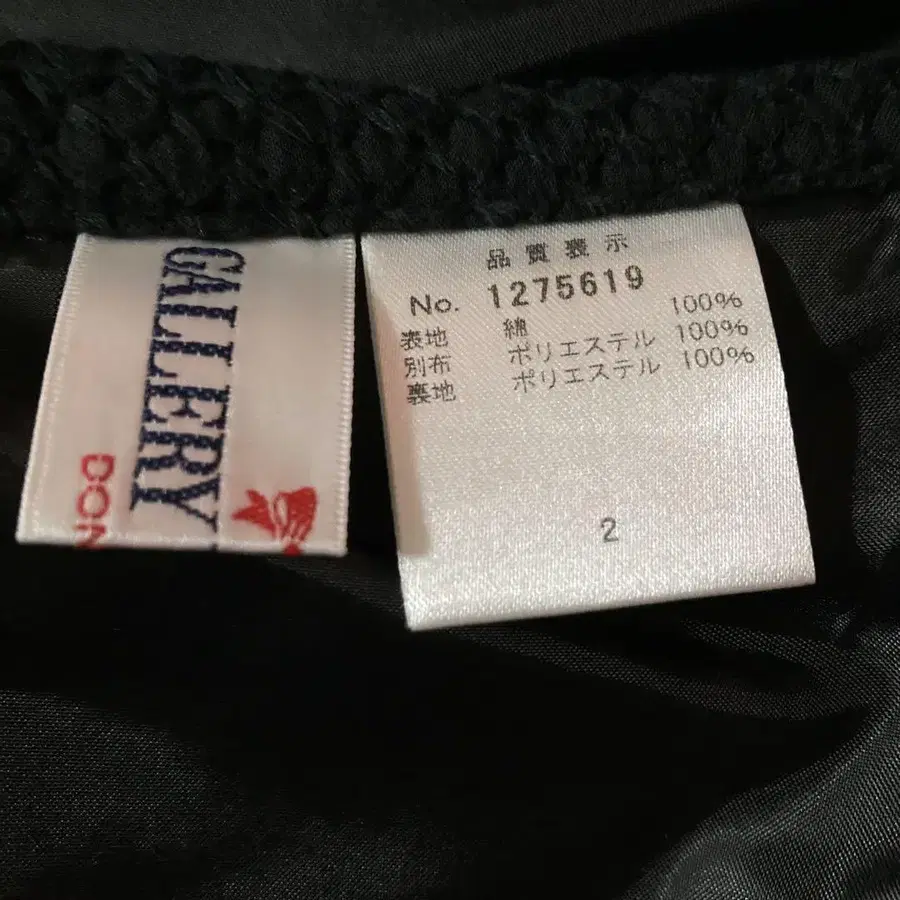 GALLERY
DON
品質表示
No. 1275619
表地 綿 100%
別布 ポリエステル 100%
裏地 ポリエステル 100%
2